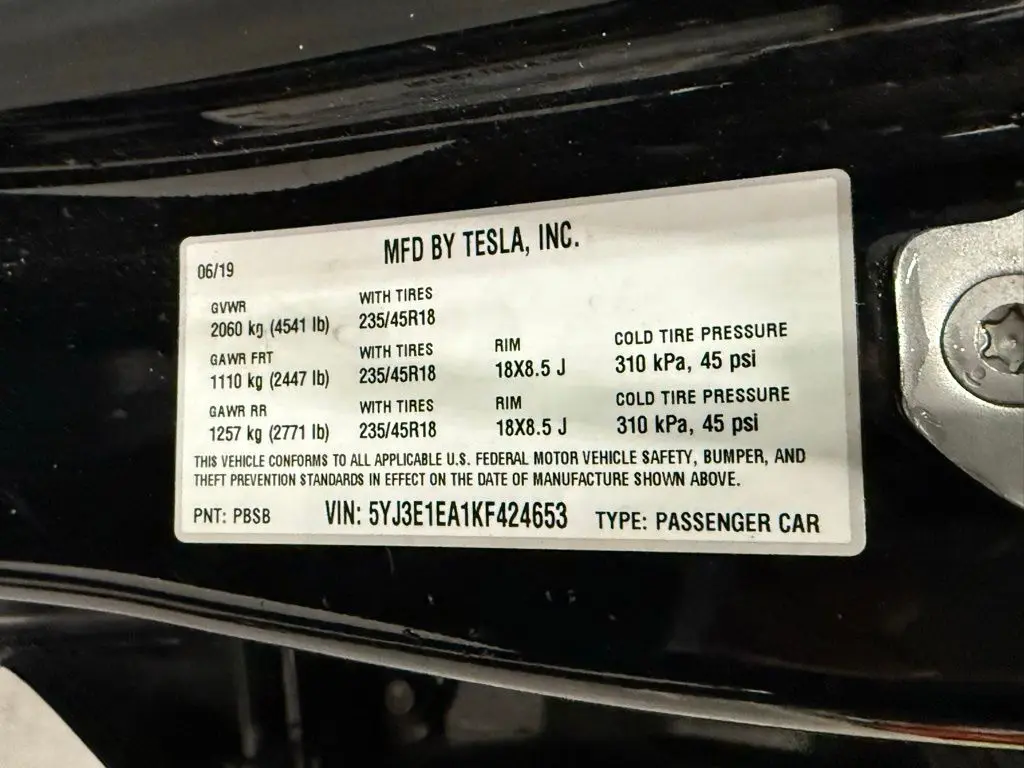 MFD BY TESLA, INC.
06/19
GVWR WITH TIRES
2060 kg (4541 lb) 235/45R18
GAWR FRT WITH TIRES RIM COLD TIRE PRESSURE
1110 kg (2447 lb) 235/45R18 18X8.5 J 310 kPa, 45 psi
GAWR RR WITH TIRES RIM COLD TIRE PRESSURE
1257 kg (2771 lb) 235/45R18 18X8.5 J 310 kPa, 45 psi
THIS VEHICLE CONFORMS TO ALL APPLICABLE U.S. FEDERAL MOTOR VEHICLE SAFETY, BUMPER, AND
THEFT PREVENTION STANDARDS IN EFFECT ON THE DATE OF MANUFACTURE SHOWN ABOVE.
PNT: PBSB VIN: 5YJ3E1EA1KF424653 TYPE: PASSENGER CAR